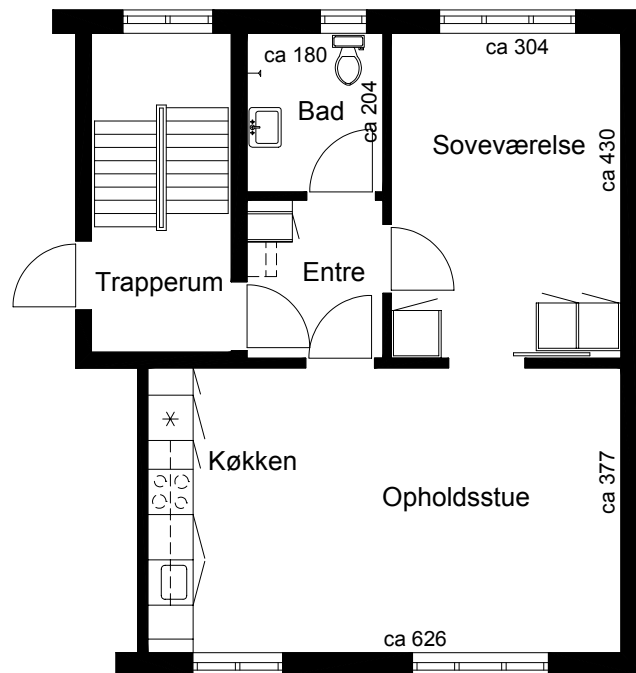 ca 180
ca 304
Bad
ca 204
Soveværelse
ca 430
Trapperum
Entre
Køkken
Opholdsstue
ca 377
ca 626